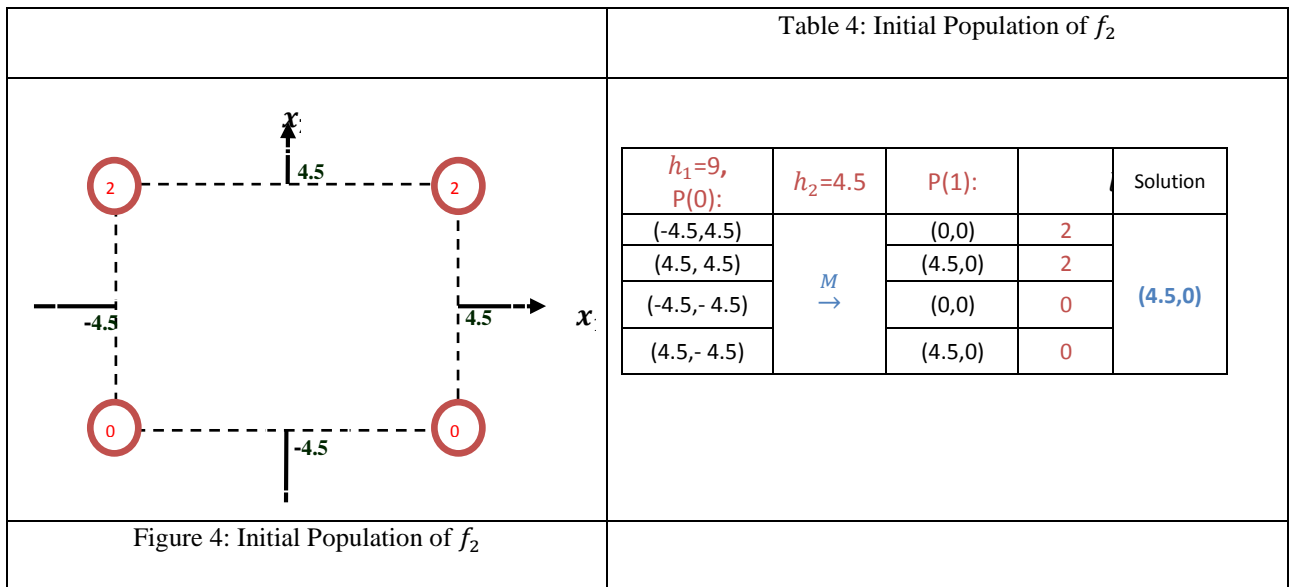 Table 4: Initial Population of f₂
x
4.5
2
2
-4.5
4.5
x
0
0
-4.5
h₁=9,
P(0):
h₂=4.5
P(1):
Solution
(-4.5,4.5)
(0,0)
2
(4.5, 4.5)
(4.5,0)
2
M
→
(4.5,0)
(-4.5,- 4.5)
(0,0)
0
(4.5,- 4.5)
(4.5,0)
0
Figure 4: Initial Population of f₂